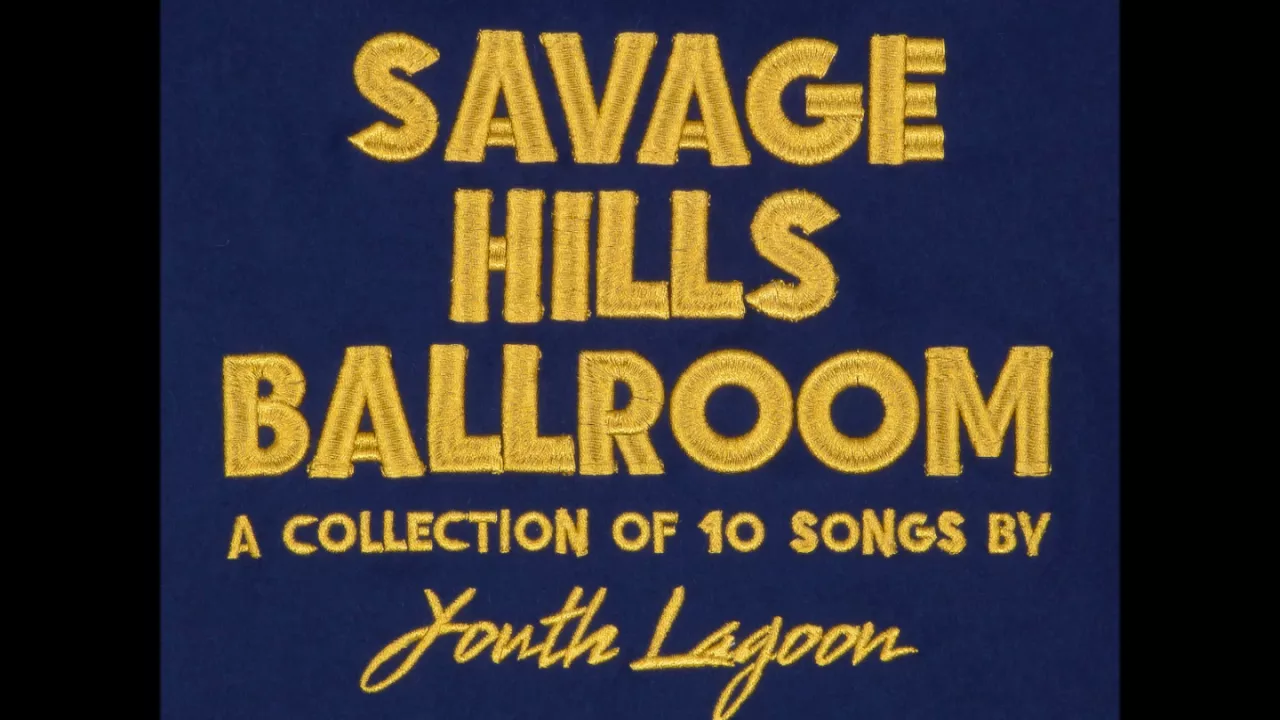 SAVAGE
HILLS
BALLROOM
A COLLECTION OF 10 SONGS BY
Youth Lagoon